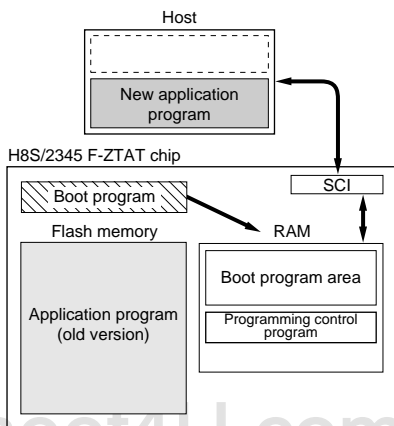 Host
New application
program
H8S/2345 F-ZTAT chip
SCI
Boot program
Flash memory
RAM
Boot program area
Application program
(old version)
Programming control
program